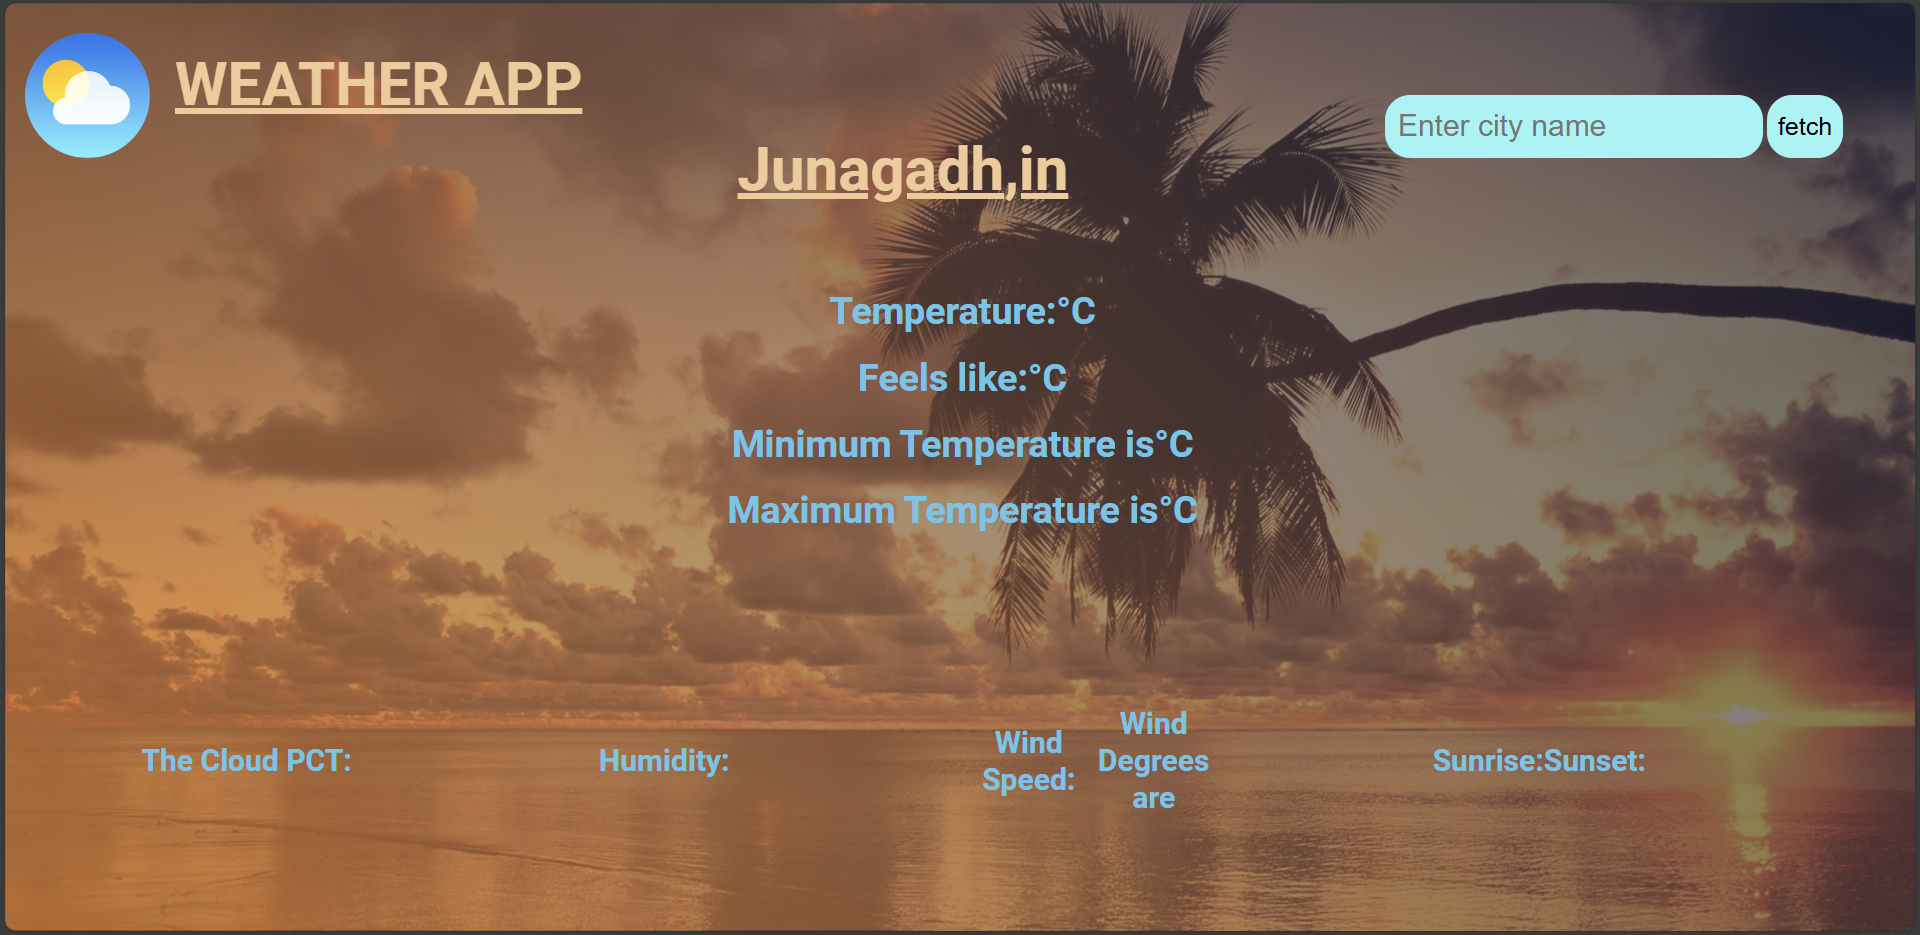 WEATHER APP
Enter city name
fetch
Junagadh,in
Temperature:°C
Feels like:°C
Minimum Temperature is°C
Maximum Temperature is°C
The Cloud PCT:
Humidity:
Wind
Speed:
Wind
Degrees
are
Sunrise:Sunset: